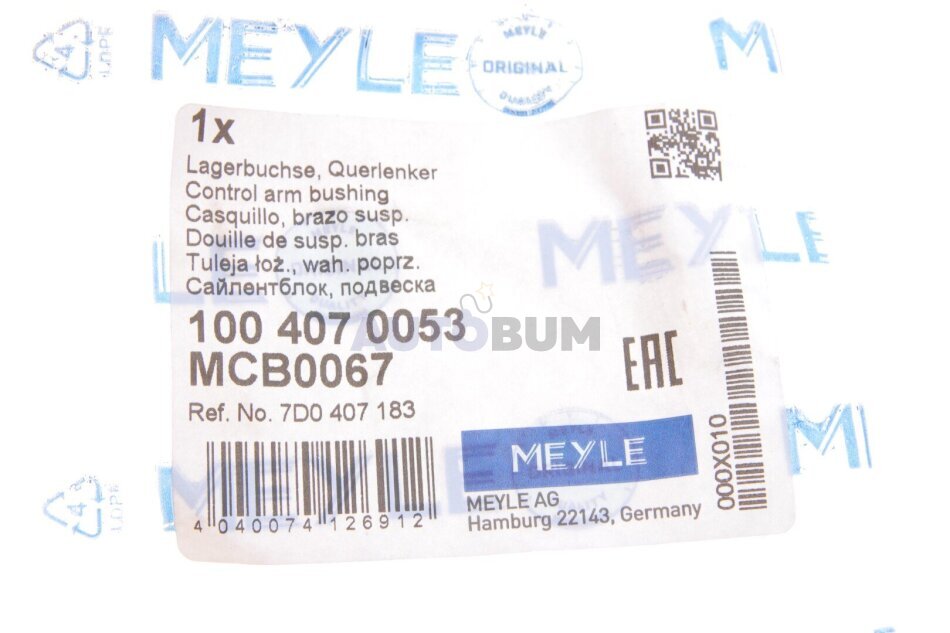 MEYLE
MEYLE
ORIGINAL
QUALITY
M
LDPE
1x
Lagerbuchse, Querlenker
Control arm bushing
Casquillo, brazo susp.
Douille de susp. bras
Tuleja łoż., wah. poprz.
Сайлентблок, подвеска
100 407 0053
MCB0067
Ref. No. 7D0 407 183
4 040074 126912
EAC
MEYLE
MEYLE AG
Hamburg 22143, Germany
000X010
AUTOBUM
MEYLE
LDPE